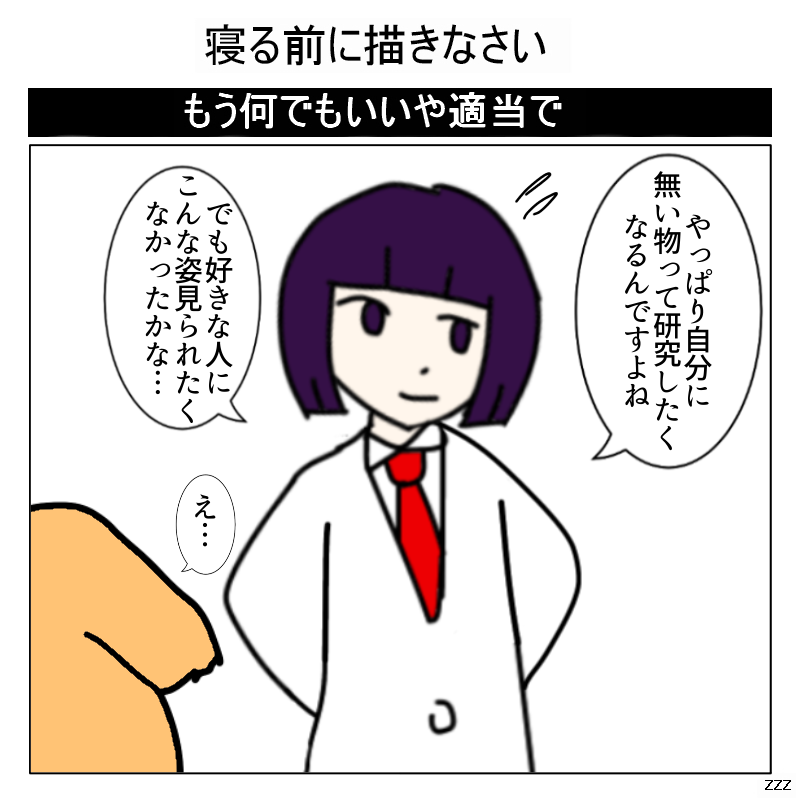 寝る前に描きなさい
もう何でもいいや適当で
やっぱり自分に
無い物って研究したく
なるんですよね
でも好きな人に
こんな姿見られたく
なかったかな…
え…
zzz